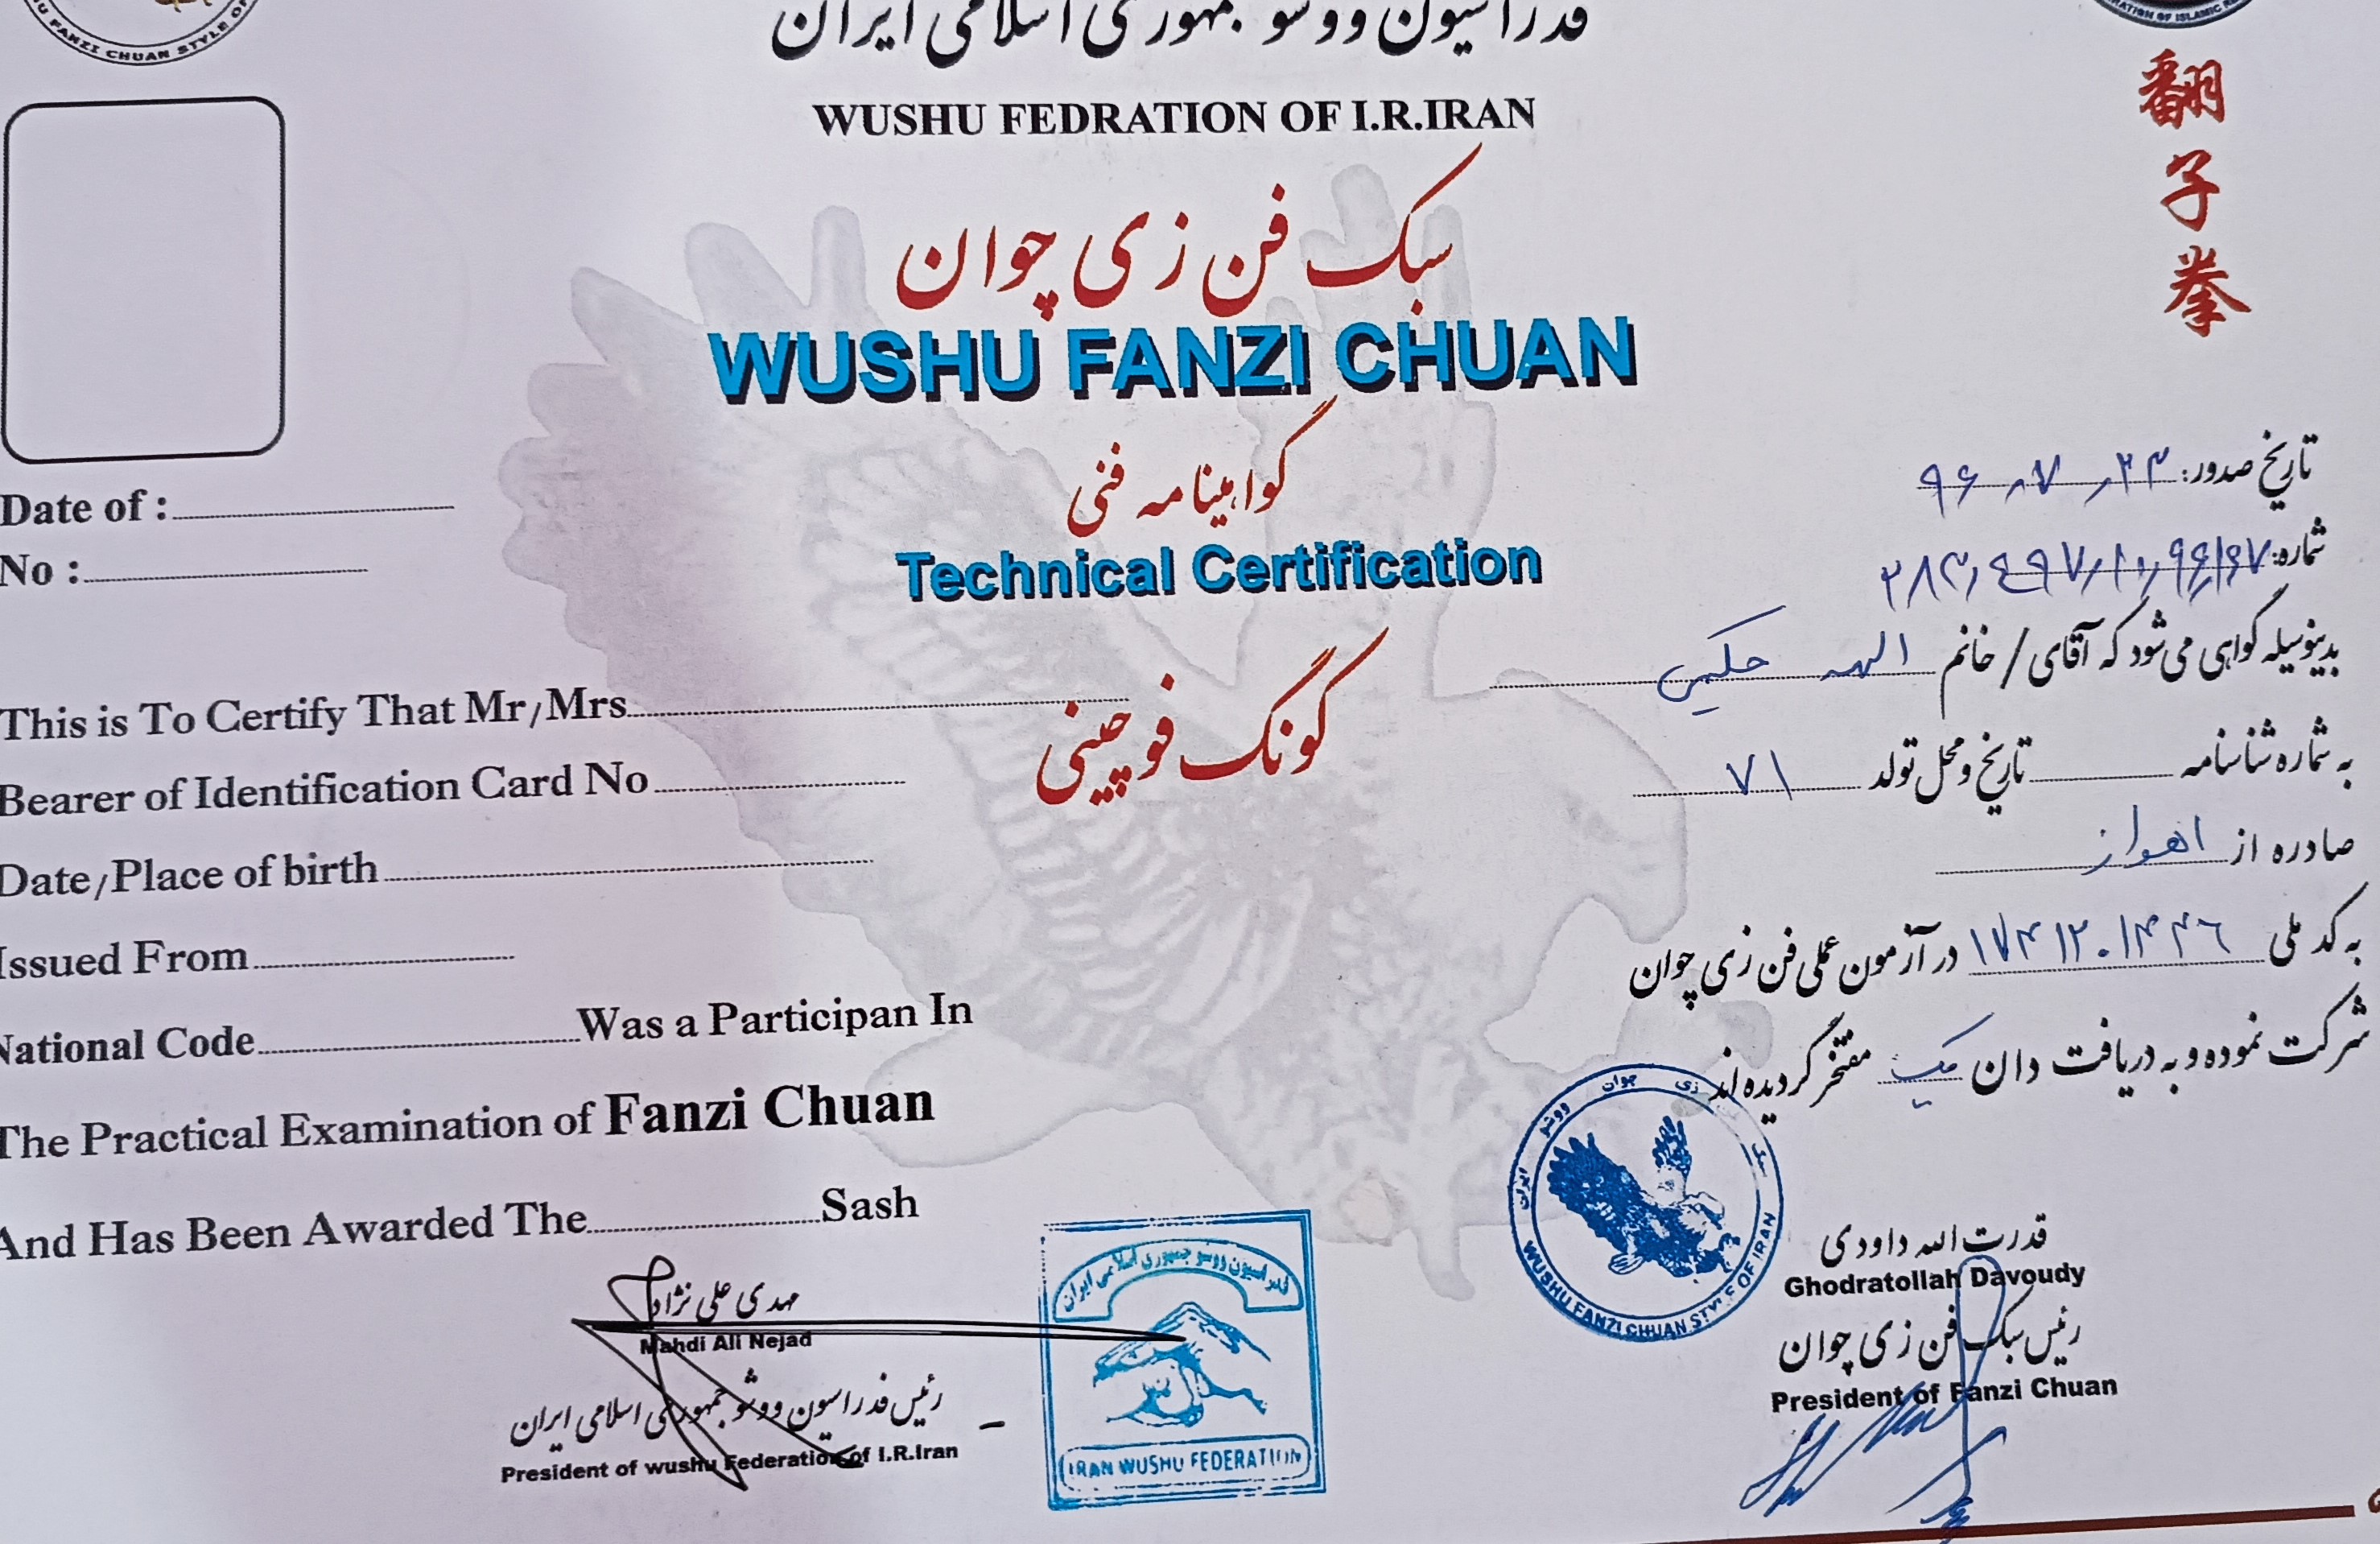 فدراسیون ووشو جمهوری اسلامی ایران
WUSHU FEDRATION OF I.R.IRAN
翻子拳
سبک فن زی چوان
WUSHU FANZI CHUAN
گواهینامه فنی
Technical Certification
گونگ فو چینی
تاریخ صدور: ۹۶/۷/۲۳
شماره:
بدینوسیله گواهی می‌شود که آقای / خانم الهه حکیمی
به شماره شناسنامه تاریخ و محل تولد ۷۱
صادره از اهواز
به کد ملی ۱۷۴۱۲۰۱۴۴۶ در آزمون عملی فن زی چوان
شرکت نموده و به دریافت دان یک مفتخر گردیده اند
Date of :
No :
This is To Certify That Mr/Mrs
Bearer of Identification Card No
Date/Place of birth
Issued From
National Code Was a Participan In
The Practical Examination of Fanzi Chuan
And Has Been Awarded The Sash
مهدی علی نژاد
Mahdi Ali Nejad
رئیس فدراسیون ووشو جمهوری اسلامی ایران
President of wushu Federation of I.R.Iran
فدراسیون ووشو جمهوری اسلامی ایران
IRAN WUSHU FEDERATION
سبک فن زی چوان ووشو ایران
WUSHU FANZI CHUAN STYLE OF IRAN
قدرت الله داودی
Ghodratollah Davoudy
رئیس سبک فن زی چوان
President of Fanzi Chuan